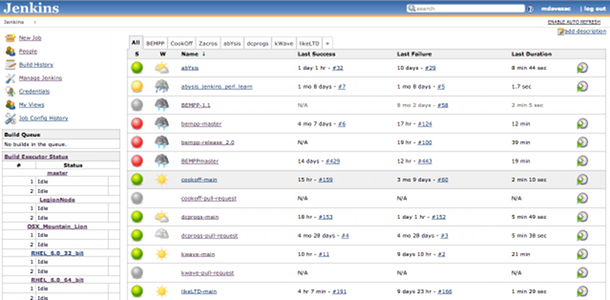 Jenkins
search
mdavezac | log out
Jenkins
ENABLE AUTO REFRESH
add description
New Job
People
Build History
Manage Jenkins
Credentials
My Views
Job Config History
Build Queue
No builds in the queue.
Build Executor Status
# Status
master
1 Idle
2 Idle
LegionNode
1 Idle
2 Idle
OSX_Mountain_Lion
1 Idle
2 Idle
RHEL_6.0_32_bit
1 Idle
2 Idle
RHEL_6.0_64_bit
1 Idle
All BEMPP CookOff Zacros abYsis dcprogs kWave likeLTD +
S W Name ↓ Last Success Last Failure Last Duration
abYsis 1 day 1 hr - #32 10 days - #29 8 min 44 sec
abysis_jenkins_perl_learn 1 mo 8 days - #7 1 mo 8 days - #5 1.7 sec
BEMPP-1.1 N/A 8 mo 2 days - #58 2 min 5 sec
bempp-master 4 mo 7 days - #6 17 hr - #124 12 min
bempp-release_2.0 N/A 19 hr - #100 39 min
BEMPPmaster 14 days - #429 12 hr - #443 19 min
cookoff-main 15 hr - #159 3 mo 9 days - #60 2 min 10 sec
cookoff-pull-request N/A N/A N/A
dcprogs-main 18 hr - #153 1 day 1 hr - #152 5 min 49 sec
dcprogs-pull-request 4 mo 28 days - #4 4 mo 28 days - #3 5 min 38 sec
kwave-main 10 hr - #11 9 days 10 hr - #2 21 min
kwave-pull-request N/A N/A N/A
likeLTD-main 4 hr 7 min - #191 9 days 23 hr - #166 2 min 29 sec